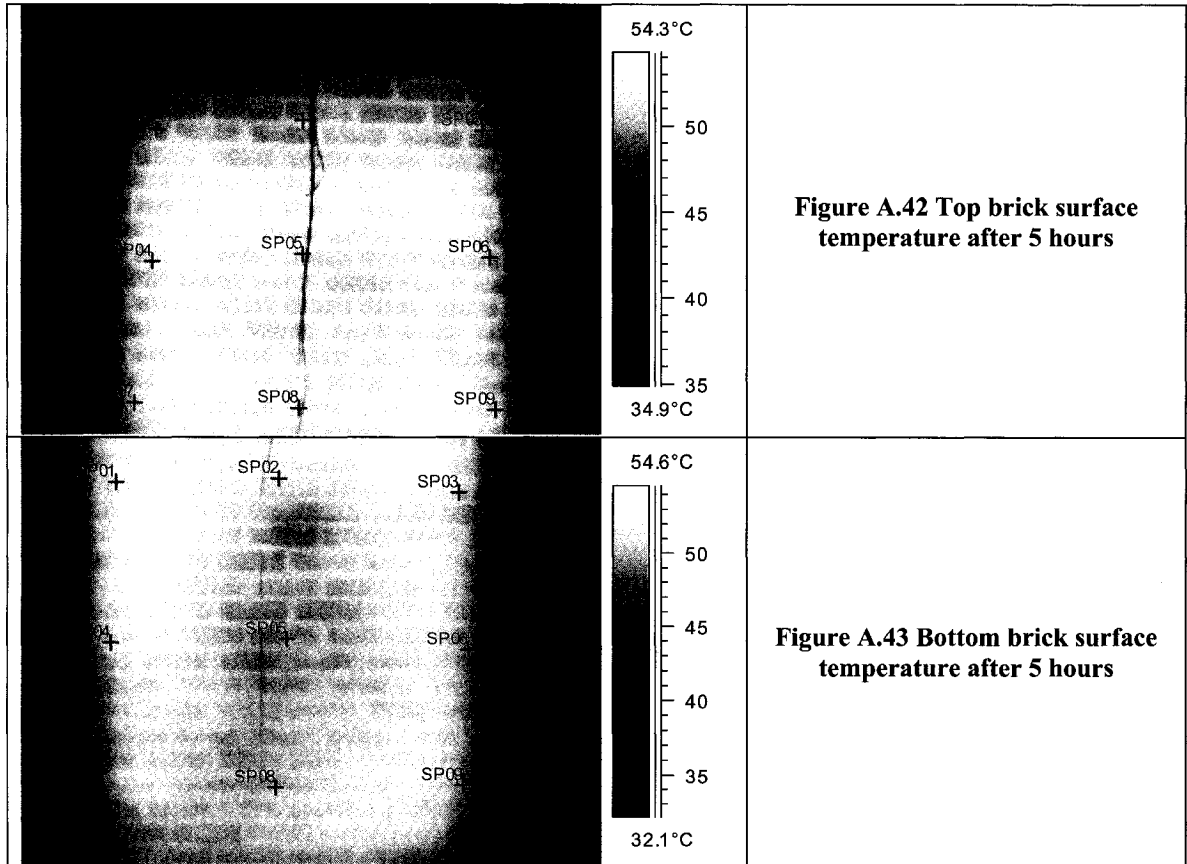 54.3°C
50
45
40
35
34.9°C
SP05
SP06
SP08
SP09
Figure A.42 Top brick surface
temperature after 5 hours
54.6°C
50
45
40
35
32.1°C
SP02
SP03
SP05
SP08
SP09
Figure A.43 Bottom brick surface
temperature after 5 hours